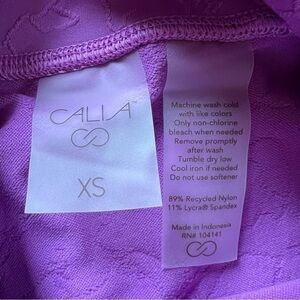 CALIA™
XS
Machine wash cold
with like colors
Only non-chlorine
bleach when needed
Remove promptly
after wash
Tumble dry low
Cool iron if needed
Do not use softener
89% Recycled Nylon
11% Lycra® Spandex
Made in Indonesia
RN# 104141